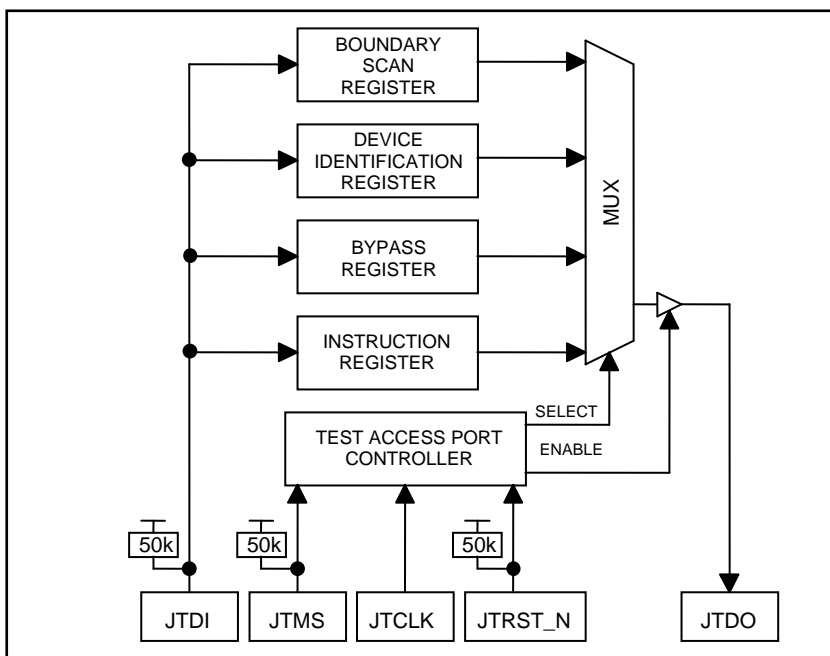 BOUNDARY
SCAN
REGISTER
DEVICE
IDENTIFICATION
REGISTER
BYPASS
REGISTER
INSTRUCTION
REGISTER
MUX
SELECT
TEST ACCESS PORT
CONTROLLER
ENABLE
50k
50k
50k
JTDI
JTMS
JTCLK
JTRST_N
JTDO